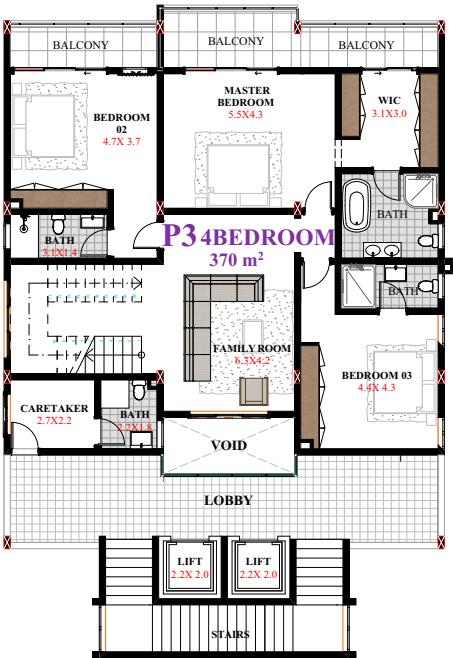 BALCONY
BALCONY
BALCONY
MASTER
BEDROOM
5.5X4.3
WIC
3.1X3.0
BEDROOM
02
4.7X 3.7
BATH
BATH
3.1X1.4
P3 4BEDROOM
370 m²
BATH
FAMILY ROOM
6.3X4.2
BEDROOM 03
4.4X 4.3
CARETAKER
2.7X2.2
BATH
2.2X1.8
VOID
LOBBY
LIFT
2.2X 2.0
LIFT
2.2X 2.0
STAIRS